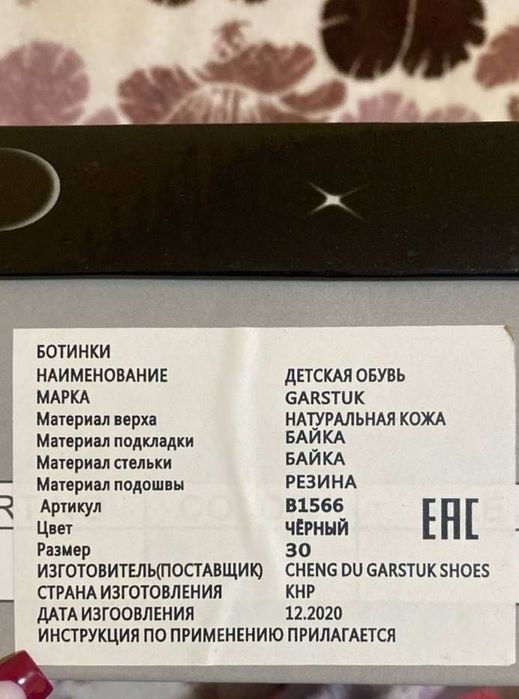 БОТИНКИ
НАИМЕНОВАНИЕ ДЕТСКАЯ ОБУВЬ
МАРКА GARSTUK
Материал верха НАТУРАЛЬНАЯ КОЖА
Материал подкладки БАЙКА
Материал стельки БАЙКА
Материал подошвы РЕЗИНА
Артикул B1566
Цвет ЧЁРНЫЙ
Размер 30
ИЗГОТОВИТЕЛЬ(ПОСТАВЩИК) CHENG DU GARSTUK SHOES
СТРАНА ИЗГОТОВЛЕНИЯ КНР
ДАТА ИЗГООВЛЕНИЯ 12.2020
ИНСТРУКЦИЯ ПО ПРИМЕНЕНИЮ ПРИЛАГАЕТСЯ
EAC